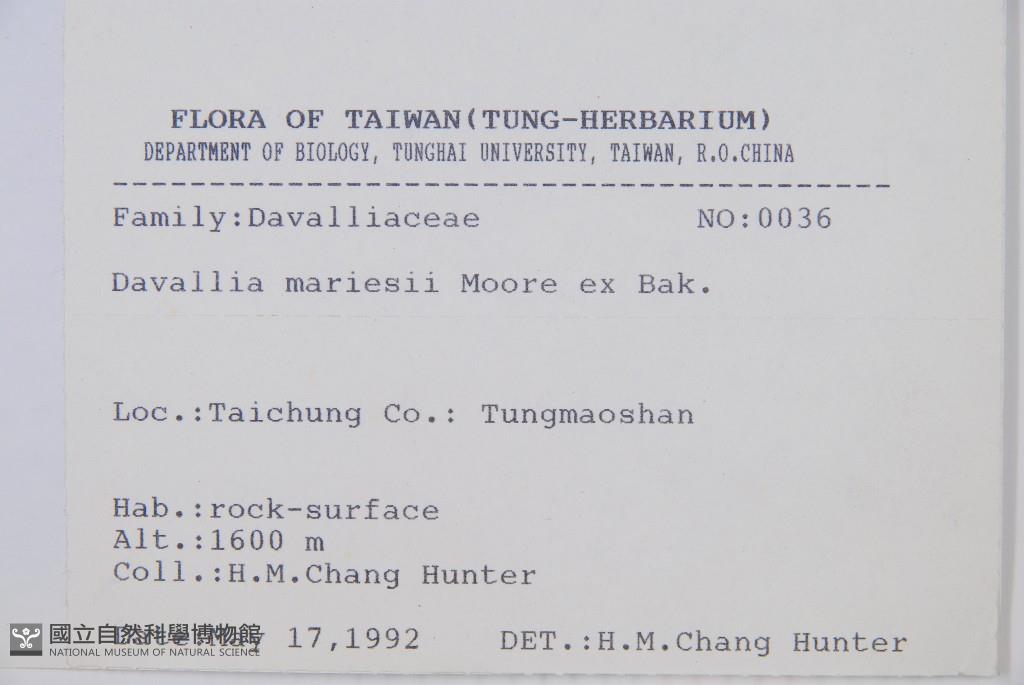 FLORA OF TAIWAN(TUNG-HERBARIUM)
DEPARTMENT OF BIOLOGY, TUNGHAI UNIVERSITY, TAIWAN, R.O.CHINA
----------------------------------------
Family:Davalliaceae NO:0036
Davallia mariesii Moore ex Bak.
Loc.:Taichung Co.: Tungmaoshan
Hab.:rock-surface
Alt.:1600 m
Coll.:H.M.Chang Hunter
Date:May 17,1992 DET.:H.M.Chang Hunter
國立自然科學博物館
NATIONAL MUSEUM OF NATURAL SCIENCE